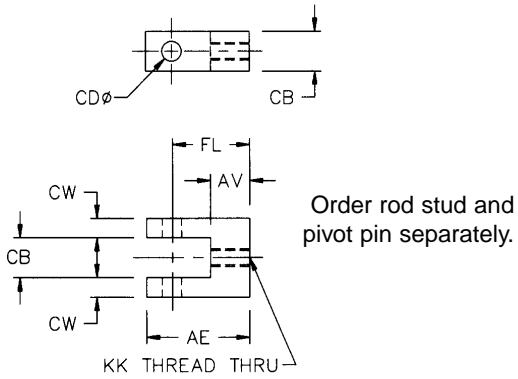 CDø
CB
FL
AV
CW
CB
CW
AE
KK THREAD THRU
Order rod stud and
pivot pin separately.